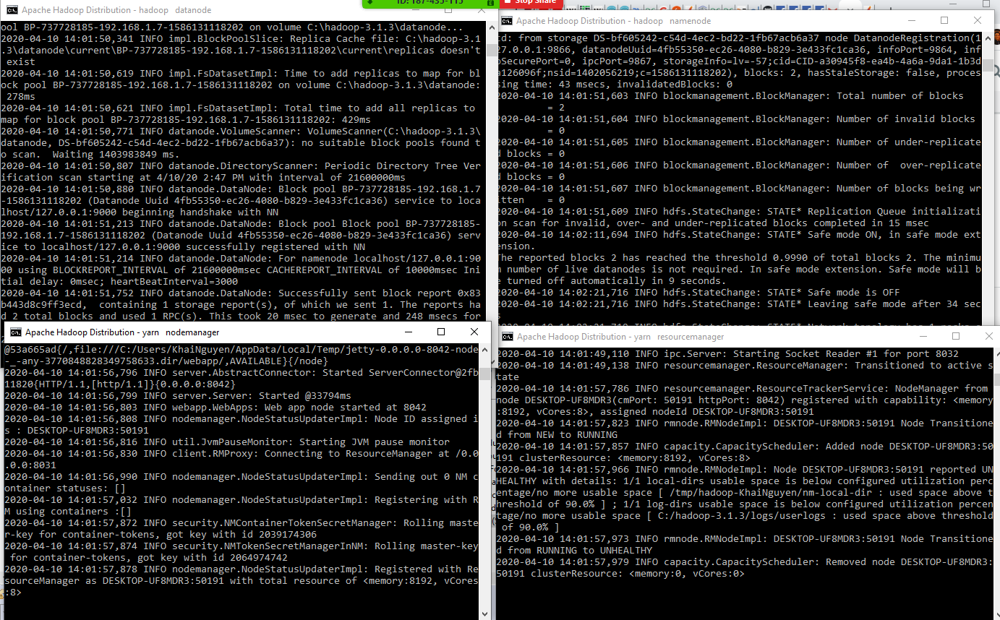 Apache Hadoop Distribution - hadoop datanode
ID: 187-435-115
Stop Share
ool BP-737728185-192.168.1.7-1586131118202 on volume C:\hadoop-3.1.3\datanode...
2020-04-10 14:01:50,341 INFO impl.BlockPoolSlice: Replica Cache file: C:\hadoop-3.1
.3\datanode\current\BP-737728185-192.168.1.7-1586131118202\current\replicas doesn't
 exist
2020-04-10 14:01:50,619 INFO impl.FsDatasetImpl: Time to add replicas to map for bl
ock pool BP-737728185-192.168.1.7-1586131118202 on volume C:\hadoop-3.1.3\datanode:
 278ms
2020-04-10 14:01:50,621 INFO impl.FsDatasetImpl: Total time to add all replicas to
map for block pool BP-737728185-192.168.1.7-1586131118202: 429ms
2020-04-10 14:01:50,771 INFO datanode.VolumeScanner: VolumeScanner(C:\hadoop-3.1.3\
datanode, DS-bf605242-c54d-4ec2-bd22-1fb67acb6a37): no suitable block pools found t
o scan.  Waiting 1403983849 ms.
2020-04-10 14:01:50,807 INFO datanode.DirectoryScanner: Periodic Directory Tree Ver
ification scan starting at 4/10/20 2:47 PM with interval of 21600000ms
2020-04-10 14:01:50,880 INFO datanode.DataNode: Block pool BP-737728185-192.168.1.7
-1586131118202 (Datanode Uuid 4fb55350-ec26-4080-b829-3e433fc1ca36) service to loca
lhost/127.0.0.1:9000 beginning handshake with NN
2020-04-10 14:01:51,213 INFO datanode.DataNode: Block pool Block pool BP-737728185-
192.168.1.7-1586131118202 (Datanode Uuid 4fb55350-ec26-4080-b829-3e433fc1ca36) serv
ice to localhost/127.0.0.1:9000 successfully registered with NN
2020-04-10 14:01:51,214 INFO datanode.DataNode: For namenode localhost/127.0.0.1:90
00 using BLOCKREPORT_INTERVAL of 21600000msec CACHEREPORT_INTERVAL of 10000msec Ini
tial delay: 0msec; heartBeatInterval=3000
2020-04-10 14:01:51,752 INFO datanode.DataNode: Successfully sent block report 0x83
b443d8c9ff3ecd,  containing 1 storage report(s), of which we sent 1. The reports ha
d 2 total blocks and used 1 RPC(s). This took 20 msec to generate and 248 msecs for
Apache Hadoop Distribution - hadoop namenode
rd: from storage DS-bf605242-c54d-4ec2-bd22-1fb67acb6a37 node DatanodeRegistration(1
27.0.0.1:9866, datanodeUuid=4fb55350-ec26-4080-b829-3e433fc1ca36, infoPort=9864, inf
oSecurePort=0, ipcPort=9867, storageInfo=lv=-57;cid=CID-a30945f8-ea4b-4a6a-9da1-1b3d
a126096f;nsid=1402056219;c=1586131118202), blocks: 2, hasStaleStorage: false, proces
sing time: 43 msecs, invalidatedBlocks: 0
2020-04-10 14:01:51,603 INFO blockmanagement.BlockManager: Total number of blocks
         = 2
2020-04-10 14:01:51,604 INFO blockmanagement.BlockManager: Number of invalid blocks
         = 0
2020-04-10 14:01:51,605 INFO blockmanagement.BlockManager: Number of under-replicate
d blocks = 0
2020-04-10 14:01:51,606 INFO blockmanagement.BlockManager: Number of  over-replicate
d blocks = 0
2020-04-10 14:01:51,607 INFO blockmanagement.BlockManager: Number of blocks being wr
itten    = 0
2020-04-10 14:01:51,609 INFO hdfs.StateChange: STATE* Replication Queue initializati
on scan for invalid, over- and under-replicated blocks completed in 15 msec
2020-04-10 14:02:11,694 INFO hdfs.StateChange: STATE* Safe mode ON, in safe mode ext
ension.
The reported blocks 2 has reached the threshold 0.9990 of total blocks 2. The minimu
m number of live datanodes is not required. In safe mode extension. Safe mode will b
e turned off automatically in 9 seconds.
2020-04-10 14:02:21,716 INFO hdfs.StateChange: STATE* Safe mode is OFF
2020-04-10 14:02:21,716 INFO hdfs.StateChange: STATE* Leaving safe mode after 34 sec
s
Apache Hadoop Distribution - yarn nodemanager
@53a665ad{/,file:///C:/Users/KhaiNguyen/AppData/Local/Temp/jetty-0.0.0.0-8042-node-
_-any-3770848828349758633.dir/webapp/,AVAILABLE}{/node}
2020-04-10 14:01:56,796 INFO server.AbstractConnector: Started ServerConnector@2fb
11820{HTTP/1.1,[http/1.1]}{0.0.0.0:8042}
2020-04-10 14:01:56,799 INFO server.Server: Started @33794ms
2020-04-10 14:01:56,803 INFO webapp.WebApps: Web app node started at 8042
2020-04-10 14:01:56,808 INFO nodemanager.NodeStatusUpdaterImpl: Node ID assigned i
s : DESKTOP-UF8MDR3:50191
2020-04-10 14:01:56,816 INFO util.JvmPauseMonitor: Starting JVM pause monitor
2020-04-10 14:01:56,830 INFO client.RMProxy: Connecting to ResourceManager at /0.0
.0.0:8031
2020-04-10 14:01:56,990 INFO nodemanager.NodeStatusUpdaterImpl: Sending out 0 NM c
ontainer statuses: []
2020-04-10 14:01:57,032 INFO nodemanager.NodeStatusUpdaterImpl: Registering with R
M using containers :[]
2020-04-10 14:01:57,872 INFO security.NMContainerTokenSecretManager: Rolling maste
r-key for container-tokens, got key with id 2039174306
2020-04-10 14:01:57,874 INFO security.NMTokenSecretManagerInNM: Rolling master-key
 for container-tokens, got key with id 2064974742
2020-04-10 14:01:57,878 INFO nodemanager.NodeStatusUpdaterImpl: Registered with Re
sourceManager as DESKTOP-UF8MDR3:50191 with total resource of <memory:8192, vCores
:8>
Apache Hadoop Distribution - yarn resourcemanager
2020-04-10 14:01:49,110 INFO ipc.Server: Starting Socket Reader #1 for port 8032
2020-04-10 14:01:49,138 INFO resourcemanager.ResourceManager: Transitioned to active s
tate
2020-04-10 14:01:57,786 INFO resourcemanager.ResourceTrackerService: NodeManager from
node DESKTOP-UF8MDR3(cmPort: 50191 httpPort: 8042) registered with capability: <memory
:8192, vCores:8>, assigned nodeId DESKTOP-UF8MDR3:50191
2020-04-10 14:01:57,823 INFO rmnode.RMNodeImpl: DESKTOP-UF8MDR3:50191 Node Transitione
d from NEW to RUNNING
2020-04-10 14:01:57,857 INFO capacity.CapacityScheduler: Added node DESKTOP-UF8MDR3:50
191 clusterResource: <memory:8192, vCores:8>
2020-04-10 14:01:57,966 INFO rmnode.RMNodeImpl: Node DESKTOP-UF8MDR3:50191 reported UN
HEALTHY with details: 1/1 local-dirs usable space is below configured utilization perc
entage/no more usable space [ /tmp/hadoop-KhaiNguyen/nm-local-dir : used space above t
hreshold of 90.0% ] ; 1/1 log-dirs usable space is below configured utilization percen
tage/no more usable space [ C:/hadoop-3.1.3/logs/userlogs : used space above threshold
 of 90.0% ]
2020-04-10 14:01:57,973 INFO rmnode.RMNodeImpl: DESKTOP-UF8MDR3:50191 Node Transitione
d from RUNNING to UNHEALTHY
2020-04-10 14:01:57,979 INFO capacity.CapacityScheduler: Removed node DESKTOP-UF8MDR3:
50191 clusterResource: <memory:0, vCores:0>